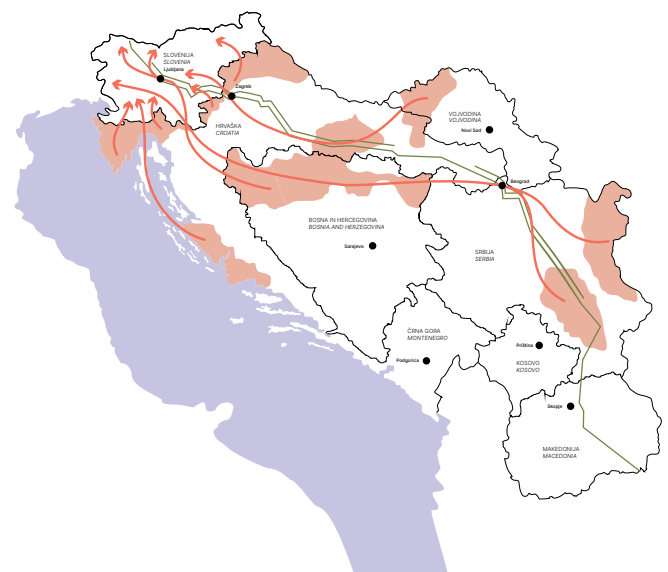 SLOVENIJA
SLOVENIA
Ljubljana
Zagreb
HRVAŠKA
CROATIA
VOJVODINA
VOJVODINA
Novi Sad
Beograd
BOSNA IN HERCEGOVINA
BOSNIA AND HERZEGOVINA
Sarajevo
SRBIJA
SERBIA
ČRNA GORA
MONTENEGRO
Podgorica
Priština
KOSOVO
KOSOVO
Skopje
MAKEDONIJA
MACEDONIA